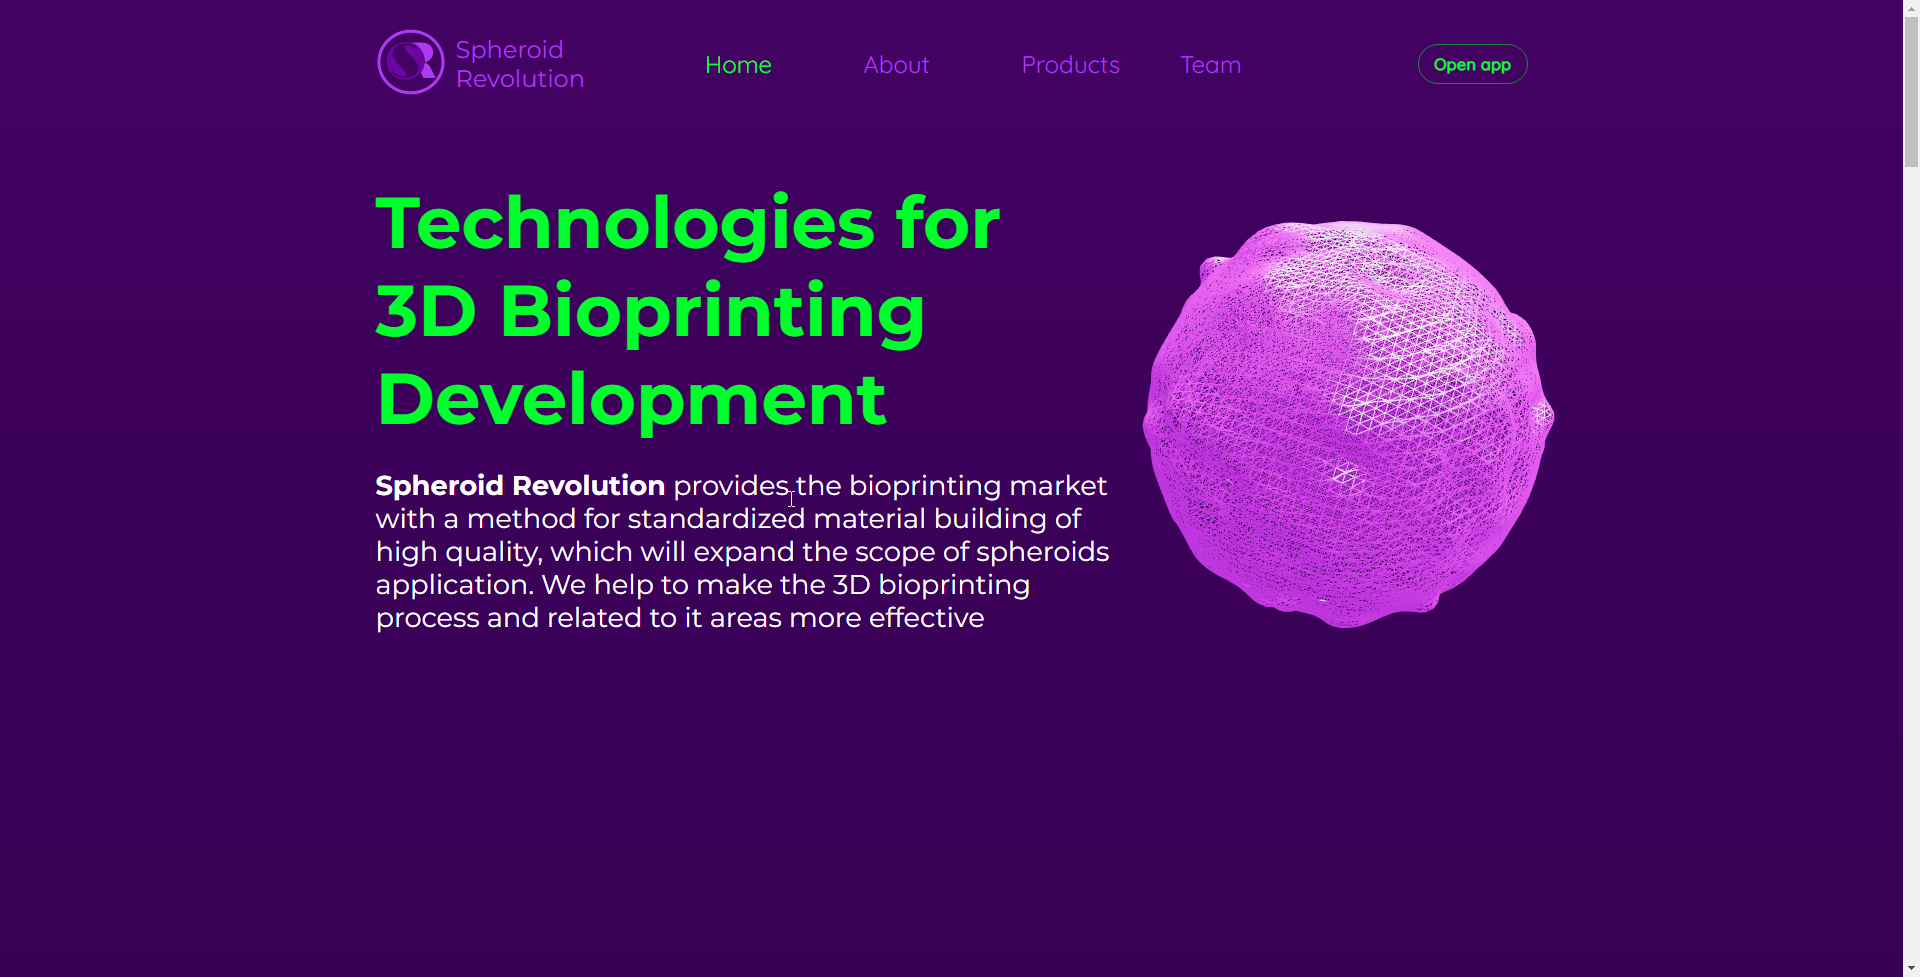 Spheroid
Revolution
Home
About
Products
Team
Open app
Technologies for
3D Bioprinting
Development
Spheroid Revolution provides the bioprinting market
with a method for standardized material building of
high quality, which will expand the scope of spheroids
application. We help to make the 3D bioprinting
process and related to it areas more effective